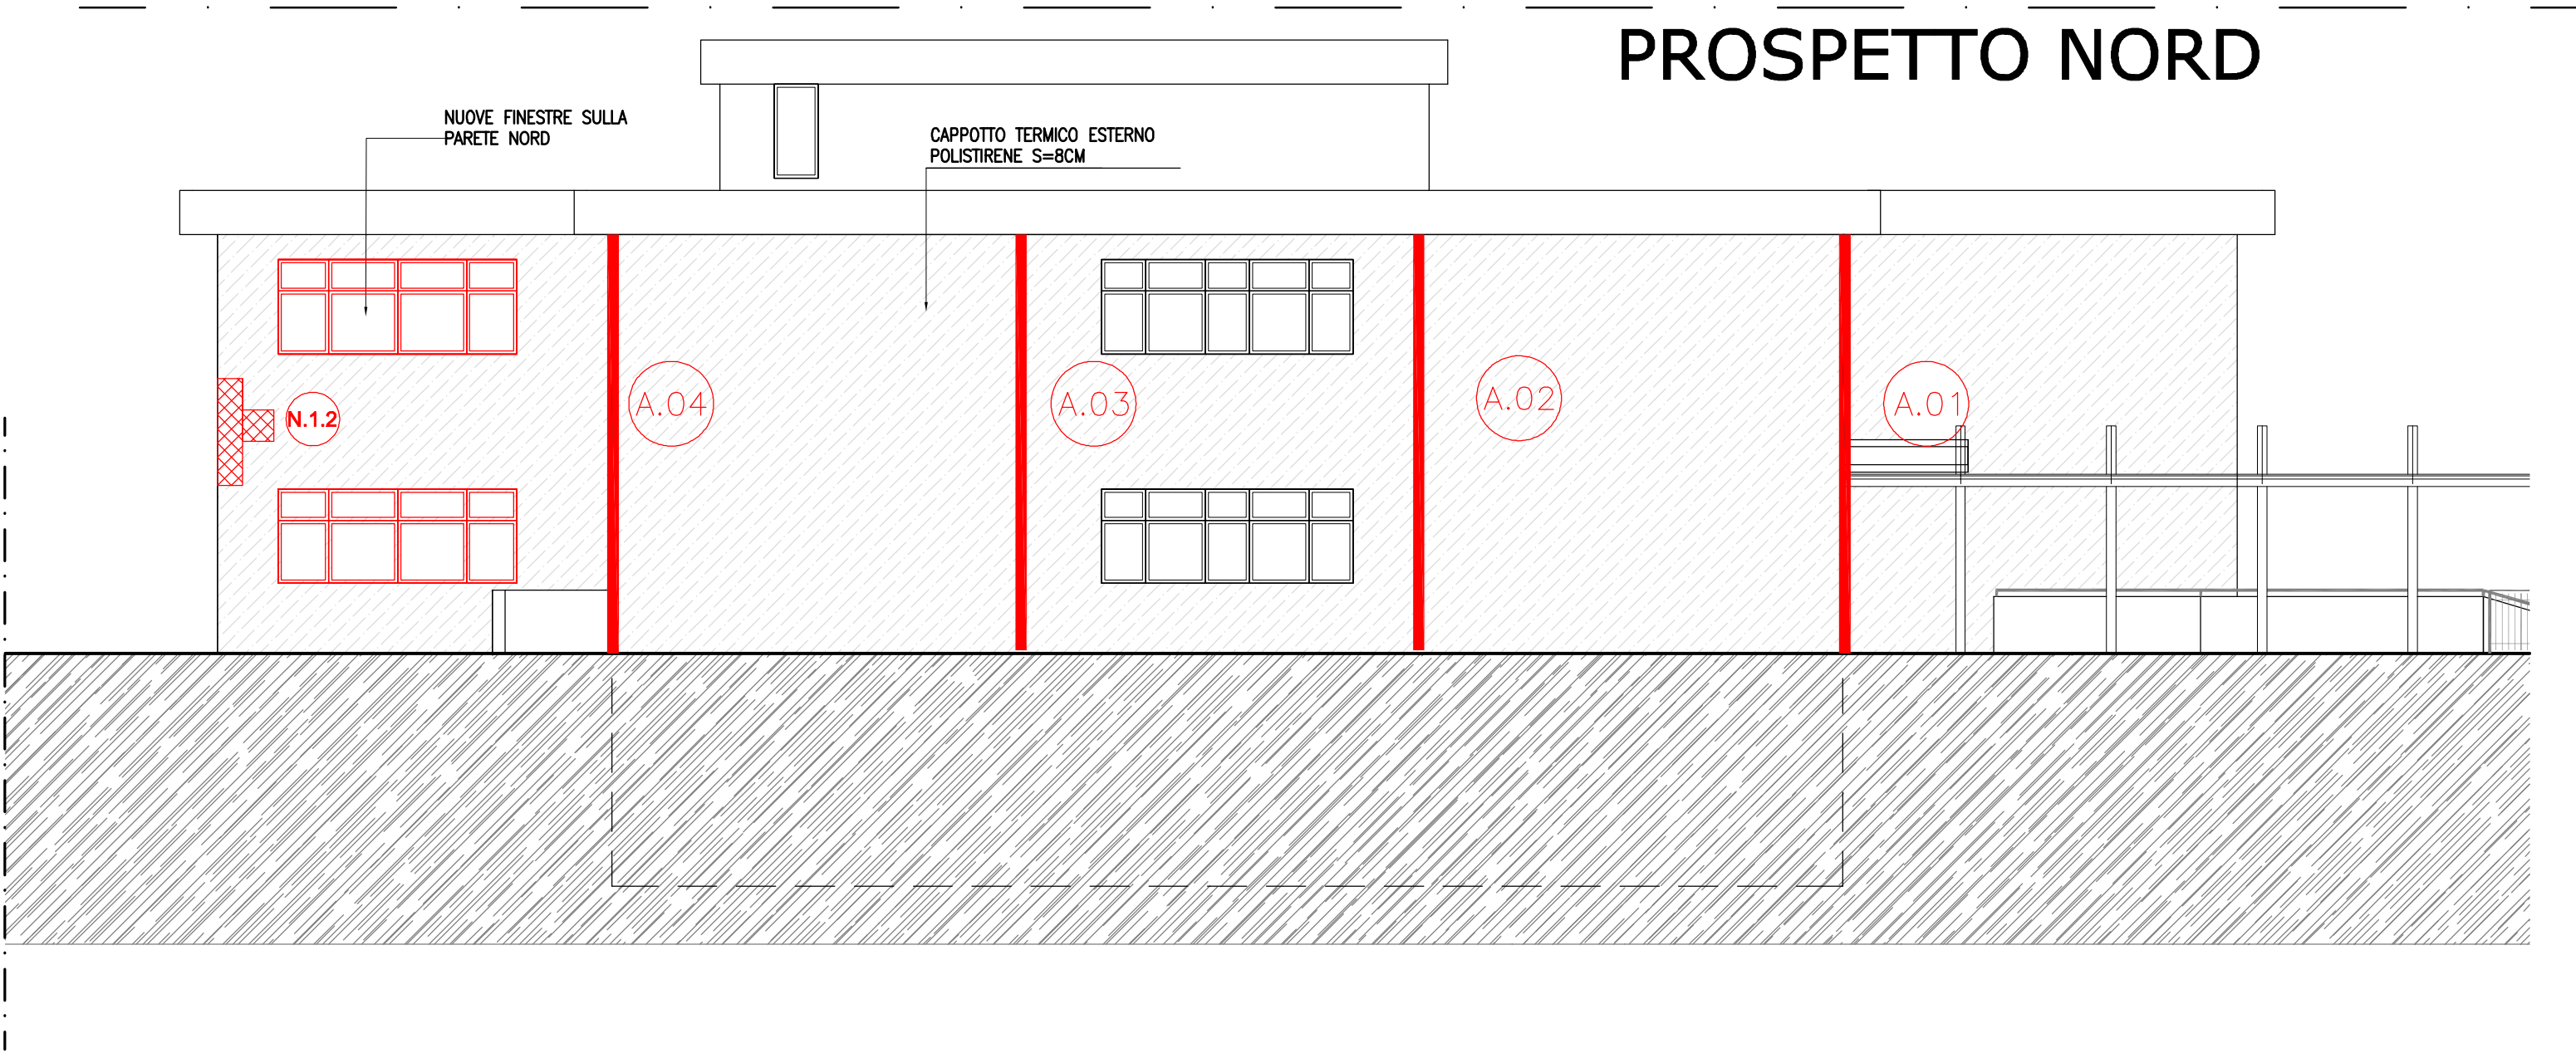 PROSPETTO NORD
NUOVE FINESTRE SULLA
PARETE NORD
CAPPOTTO TERMICO ESTERNO
POLISTIRENE S=8CM
N.1.2
A.04
A.03
A.02
A.01